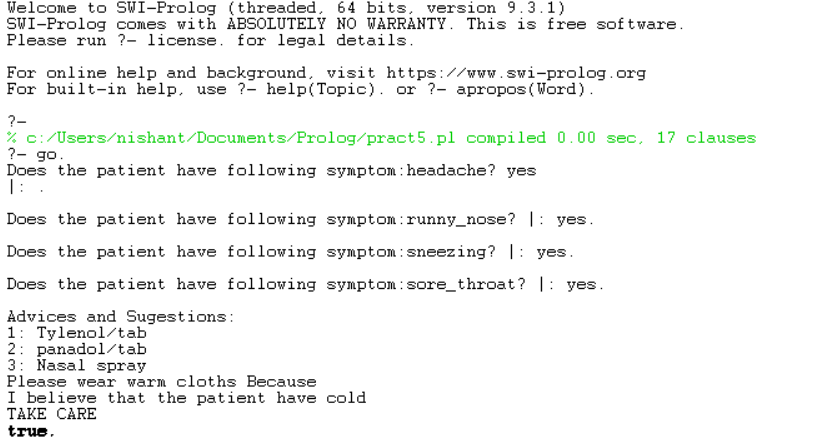 Welcome to SWI-Prolog (threaded, 64 bits, version 9.3.1)
SWI-Prolog comes with ABSOLUTELY NO WARRANTY. This is free software.
Please run ?- license. for legal details.
For online help and background, visit https://www.swi-prolog.org
For built-in help, use ?- help(Topic). or ?- apropos(Word).
?-
% c:/Users/nishant/Documents/Prolog/pract5.pl compiled 0.00 sec, 17 clauses
?- go.
Does the patient have following symptom:headache? yes
|: .
Does the patient have following symptom:runny_nose? |: yes.
Does the patient have following symptom:sneezing? |: yes.
Does the patient have following symptom:sore_throat? |: yes.
Advices and Sugestions:
1: Tylenol/tab
2: panadol/tab
3: Nasal spray
Please wear warm cloths Because
I believe that the patient have cold
TAKE CARE
true.